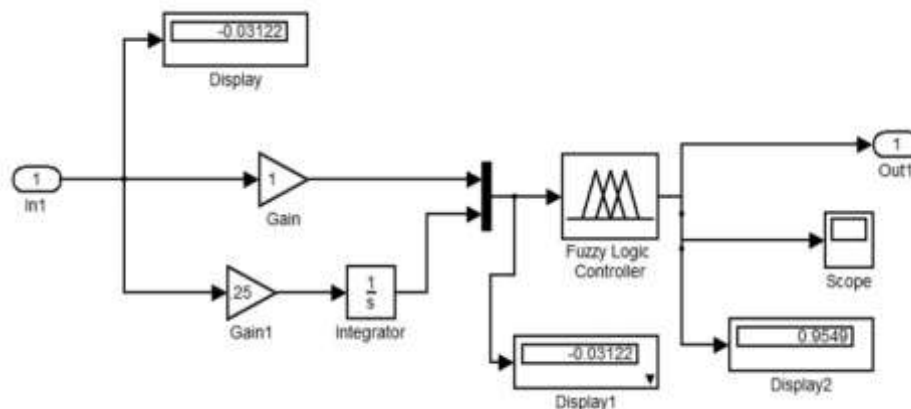 -0.03122
Display
1
In1
1
Gain
.25
Gain1
1
s
Integrator
Fuzzy Logic
Controller
1
Out1
Scope
-0.03122
Display1
0.9549
Display2